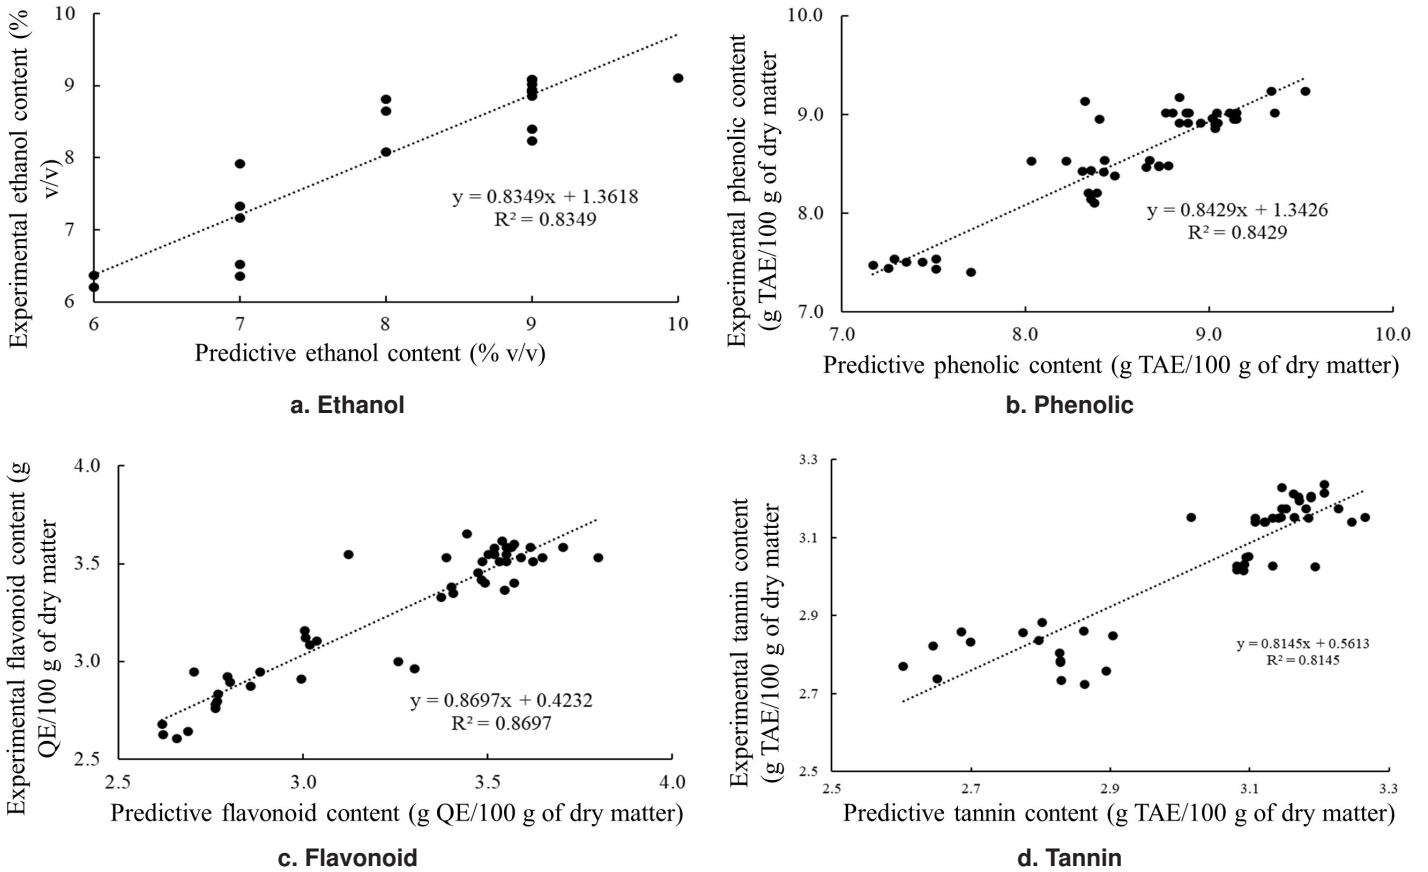 Experimental ethanol content (%
v/v)
10
9
8
7
6
6 7 8 9 10
y = 0.8349x + 1.3618
R² = 0.8349
Predictive ethanol content (% v/v)
a. Ethanol
Experimental phenolic content
(g TAE/100 g of dry matter
10.0
9.0
8.0
7.0
7.0 8.0 9.0 10.0
y = 0.8429x + 1.3426
R² = 0.8429
Predictive phenolic content (g TAE/100 g of dry matter)
b. Phenolic
Experimental flavonoid content (g
QE/100 g of dry matter
4.0
3.5
3.0
2.5
2.5 3.0 3.5 4.0
y = 0.8697x + 0.4232
R² = 0.8697
Predictive flavonoid content (g QE/100 g of dry matter)
c. Flavonoid
Experimental tannin content
(g TAE/100 g of dry matter
3.3
3.1
2.9
2.7
2.5
2.5 2.7 2.9 3.1 3.3
y = 0.8145x + 0.5613
R² = 0.8145
Predictive tannin content (g TAE/100 g of dry matter)
d. Tannin